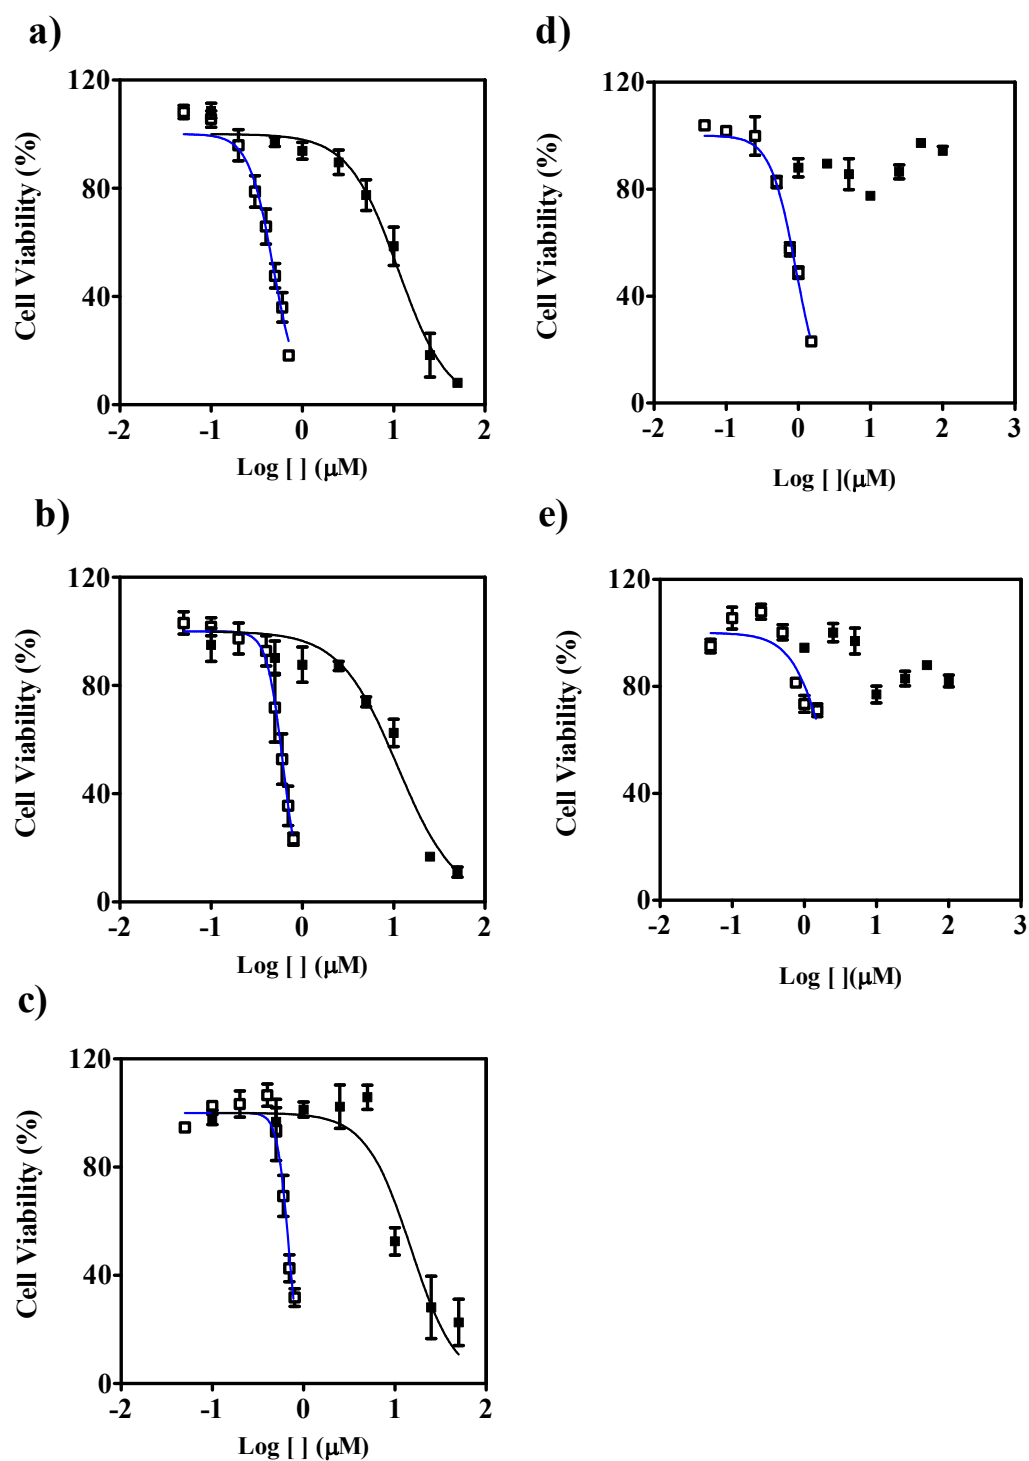 a)
120
80
40
0
Cell Viability (%)
-2 -1 0 1 2
Log [ ] (μM)
b)
120
80
40
0
Cell Viability (%)
-2 -1 0 1 2
Log [ ] (μM)
c)
120
80
40
0
Cell Viability (%)
-2 -1 0 1 2
Log [ ] (μM)
d)
120
80
40
0
Cell Viability (%)
-2 -1 0 1 2 3
Log [ ](μM)
e)
120
80
40
0
Cell Viability (%)
-2 -1 0 1 2 3
Log [ ](μM)